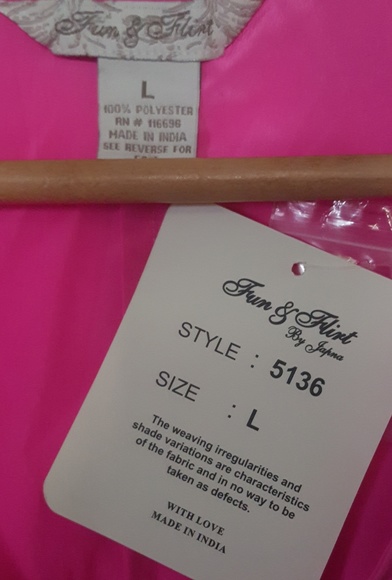 Fun & Flirt
L
100% POLYESTER
RN # 116696
MADE IN INDIA
SEE REVERSE FOR
Fun & Flirt
By Japna
STYLE : 5136
SIZE : L
The weaving irregularities and
shade variations are characteristics
of the fabric and in no way to be
taken as defects.
WITH LOVE
MADE IN INDIA